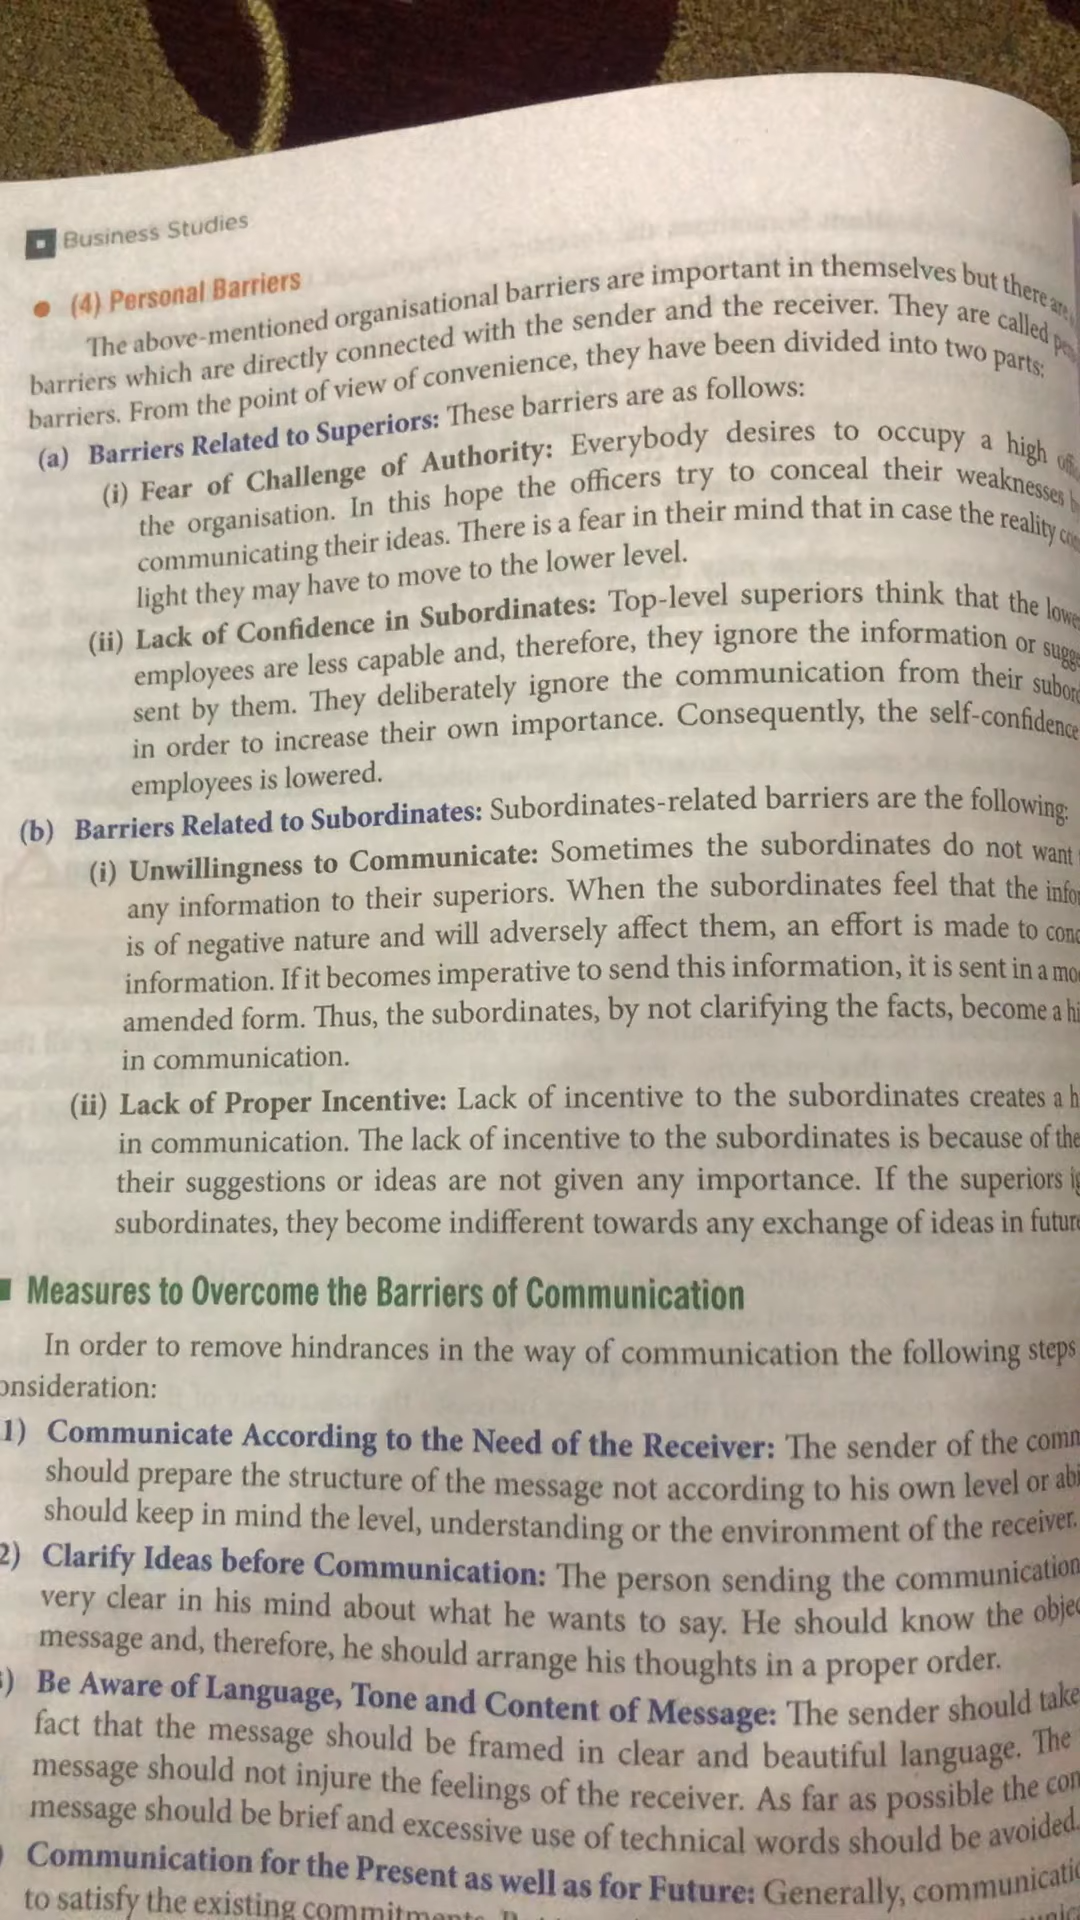 Business Studies
(4) Personal Barriers
The above-mentioned organisational barriers are important in themselves but there are
barriers which are directly connected with the sender and the receiver. They are called
barriers. From the point of view of convenience, they have been divided into two parts:
(a) Barriers Related to Superiors: These barriers are as follows:
(i) Fear of Challenge of Authority: Everybody desires to occupy a high
the organisation. In this hope the officers try to conceal their weaknesses
communicating their ideas. There is a fear in their mind that in case the reality
light they may have to move to the lower level.
(ii) Lack of Confidence in Subordinates: Top-level superiors think that the
employees are less capable and, therefore, they ignore the information or
sent by them. They deliberately ignore the communication from their
in order to increase their own importance. Consequently, the self-confidence
employees is lowered.
(b) Barriers Related to Subordinates: Subordinates-related barriers are the following:
(i) Unwillingness to Communicate: Sometimes the subordinates do not want
any information to their superiors. When the subordinates feel that the
is of negative nature and will adversely affect them, an effort is made to
information. If it becomes imperative to send this information, it is sent in a
amended form. Thus, the subordinates, by not clarifying the facts, become a
in communication.
(ii) Lack of Proper Incentive: Lack of incentive to the subordinates creates a
in communication. The lack of incentive to the subordinates is because of the
their suggestions or ideas are not given any importance. If the superiors
subordinates, they become indifferent towards any exchange of ideas in future
Measures to Overcome the Barriers of Communication
In order to remove hindrances in the way of communication the following steps
onsideration:
1) Communicate According to the Need of the Receiver: The sender of the
should prepare the structure of the message not according to his own level or
should keep in mind the level, understanding or the environment of the receiver.
2) Clarify Ideas before Communication: The person sending the communication
very clear in his mind about what he wants to say. He should know the
message and, therefore, he should arrange his thoughts in a proper order.
) Be Aware of Language, Tone and Content of Message: The sender should take
fact that the message should be framed in clear and beautiful language. The
message should not injure the feelings of the receiver. As far as possible the
message should be brief and excessive use of technical words should be avoided.
) Communication for the Present as well as for Future: Generally,
to satisfy the existing